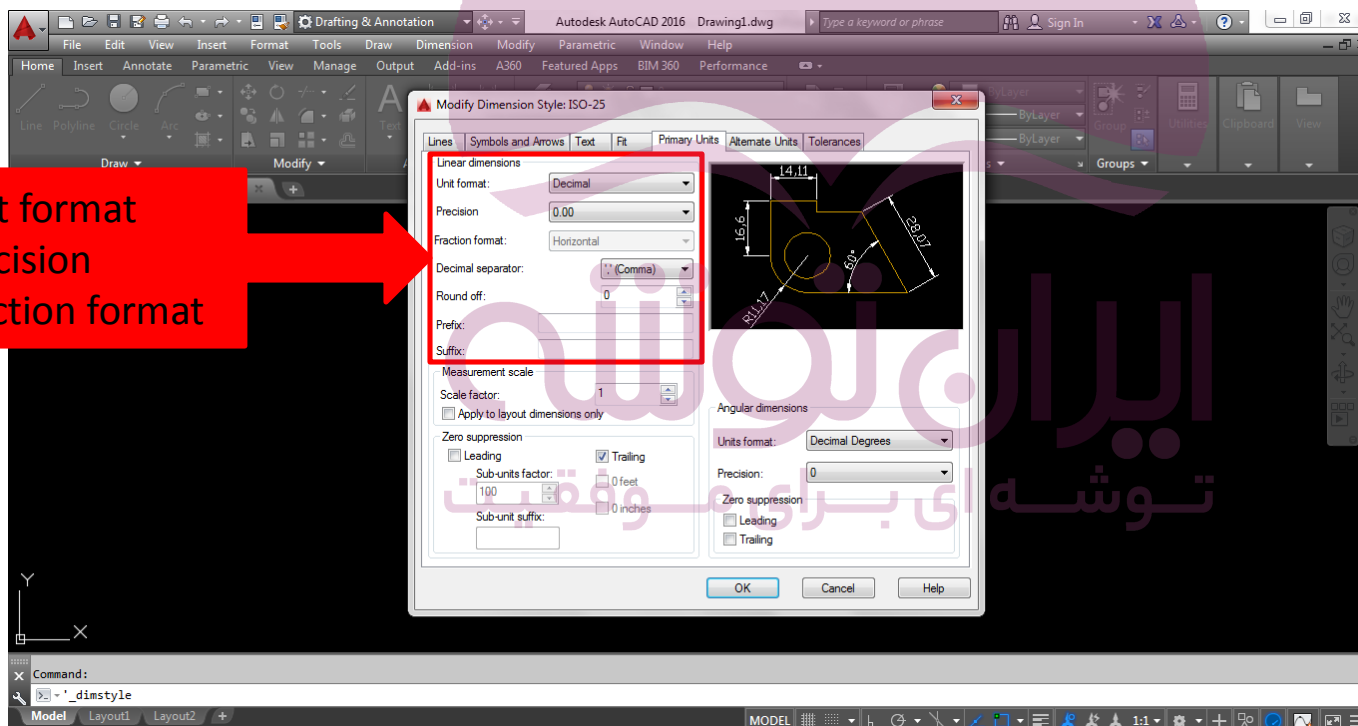 Drafting & Annotation
Autodesk AutoCAD 2016 Drawing1.dwg
Type a keyword or phrase
Sign In
File Edit View Insert Format Tools Draw Dimension Modify Parametric Window Help
Home Insert Annotate Parametric View Manage Output Add-ins A360 Featured Apps BIM 360 Performance
Line Polyline Circle Arc
Text
ByLayer
ByLayer
ByLayer
Group
Utilities
Clipboard
View
Draw
Modify
Groups
Modify Dimension Style: ISO-25
Lines Symbols and Arrows Text Fit Primary Units Alternate Units Tolerances
Linear dimensions
Unit format: Decimal
Precision 0.00
Fraction format: Horizontal
Decimal separator: ',' (Comma)
Round off: 0
Prefix:
Suffix:
Measurement scale
Scale factor: 1
Apply to layout dimensions only
Zero suppression
Leading
Trailing
Sub-units factor:
100
0 feet
0 inches
Sub-unit suffix:
14,11
16,6
28,07
60°
R11,17
Angular dimensions
Units format: Decimal Degrees
Precision: 0
Zero suppression
Leading
Trailing
OK Cancel Help
t format
cision
ction format
ایران توشه
توشه ای برای موفقیت
Y
X
Command:
'_dimstyle
Model Layout1 Layout2 +
MODEL
1:1